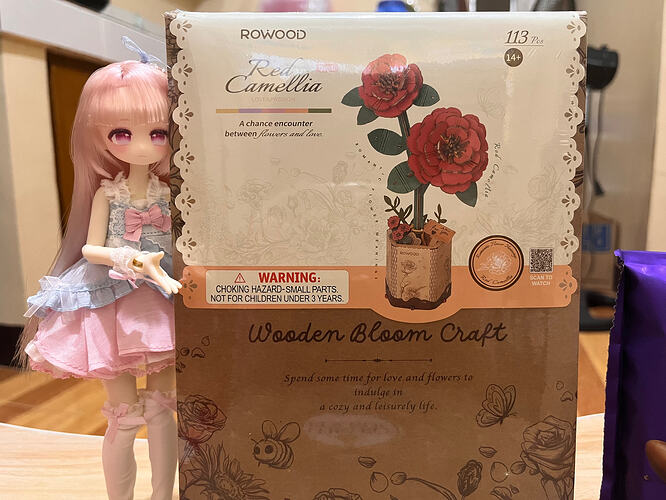 ROWOOD
113 Pcs
14+
Red
Camellia
A chance encounter
between flowers and love.
Red Camellia
ROWOOD
SCAN TO
WATCH
WARNING:
CHOKING HAZARD-SMALL PARTS.
NOT FOR CHILDREN UNDER 3 YEARS.
Wooden Bloom Craft
Spend some time for love and flowers to
indulge in
a cozy and leisurely life.